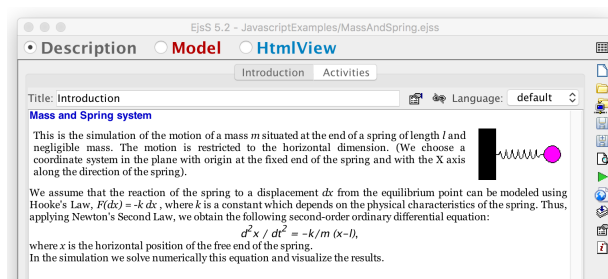 EjsS 5.2 - JavascriptExamples/MassAndSpring.ejss
Description Model HtmlView
Introduction Activities
Title: Introduction Language: default
Mass and Spring system
This is the simulation of the motion of a mass m situated at the end of a spring of length l and
negligible mass. The motion is restricted to the horizontal dimension. (We choose a
coordinate system in the plane with origin at the fixed end of the spring and with the X axis
along the direction of the spring).
We assume that the reaction of the spring to a displacement dx from the equilibrium point can be modeled using
Hooke's Law, F(dx) = -k dx , where k is a constant which depends on the physical characteristics of the spring. Thus,
applying Newton's Second Law, we obtain the following second-order ordinary differential equation:
d² x / dt² = -k/m (x-l),
where x is the horizontal position of the free end of the spring.
In the simulation we solve numerically this equation and visualize the results.